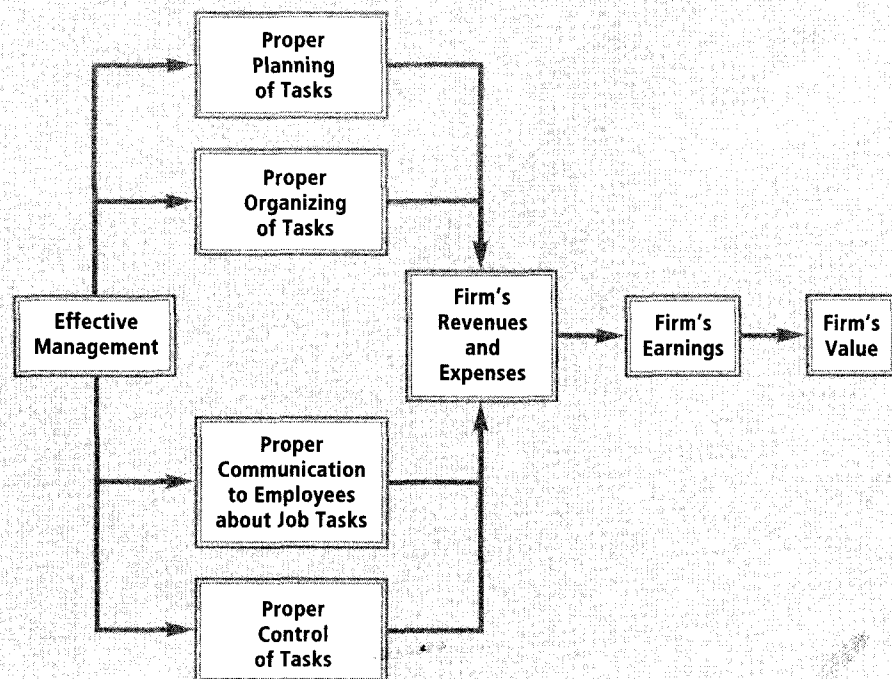 Proper
Planning
of Tasks
Proper
Organizing
of Tasks
Effective
Management
Firm's
Revenues
and
Expenses
Firm's
Earnings
Firm's
Value
Proper
Communication
to Employees
about Job Tasks
Proper
Control
of Tasks